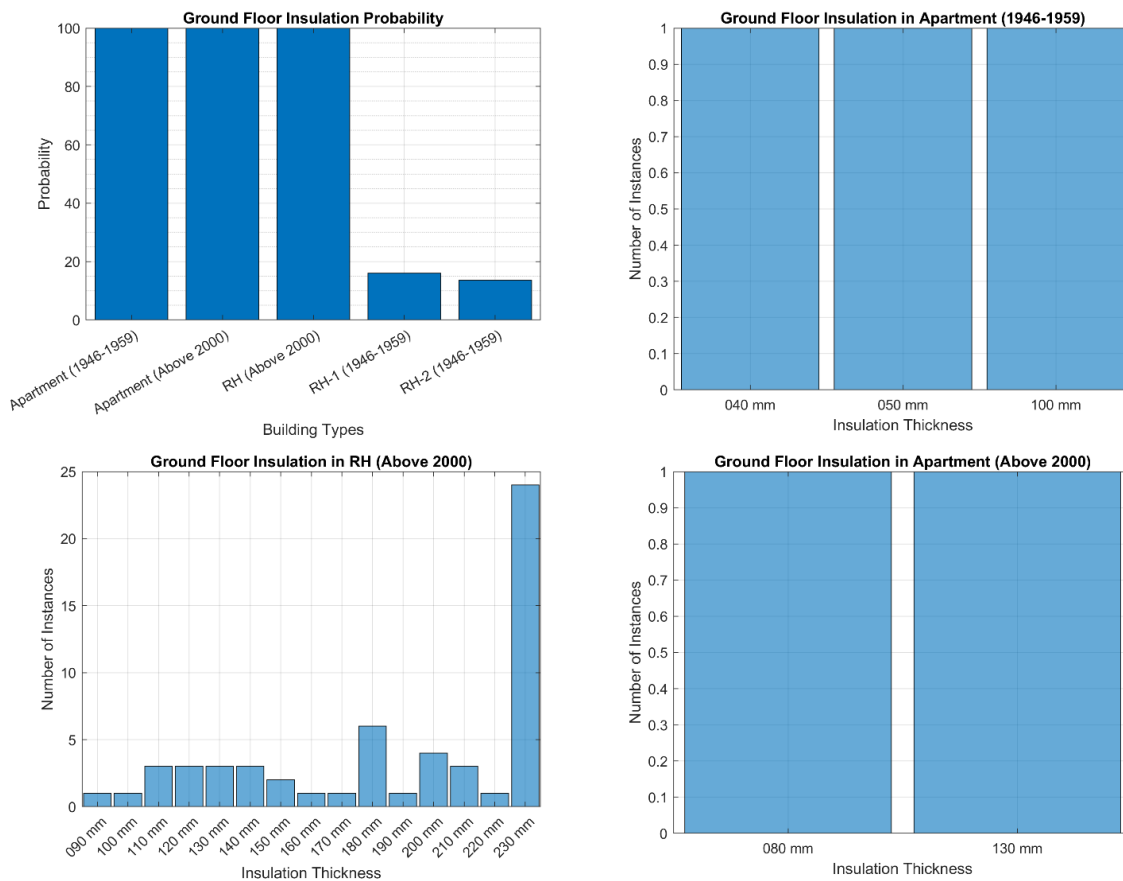 Ground Floor Insulation Probability
100
80
60
40
20
0
Probability
Apartment (1946-1959)
Apartment (Above 2000)
RH (Above 2000)
RH-1 (1946-1959)
RH-2 (1946-1959)
Building Types
Ground Floor Insulation in Apartment (1946-1959)
1
0.9
0.8
0.7
0.6
0.5
0.4
0.3
0.2
0.1
0
Number of Instances
040 mm
050 mm
100 mm
Insulation Thickness
Ground Floor Insulation in RH (Above 2000)
25
20
15
10
5
0
Number of Instances
090 mm
100 mm
110 mm
120 mm
130 mm
140 mm
150 mm
160 mm
170 mm
180 mm
190 mm
200 mm
210 mm
220 mm
230 mm
Insulation Thickness
Ground Floor Insulation in Apartment (Above 2000)
1
0.9
0.8
0.7
0.6
0.5
0.4
0.3
0.2
0.1
0
Number of Instances
080 mm
130 mm
Insulation Thickness